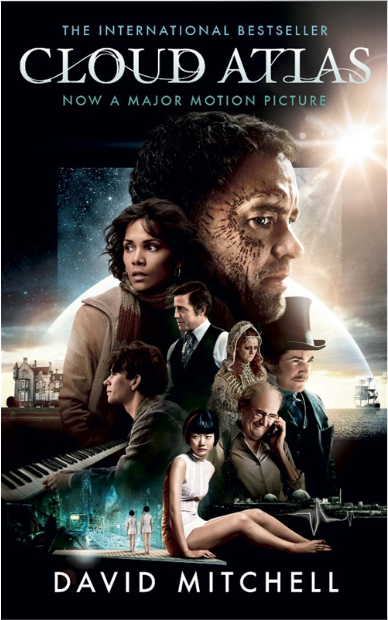 THE INTERNATIONAL BESTSELLER
CLOUD ATLAS
NOW A MAJOR MOTION PICTURE
DAVID MITCHELL